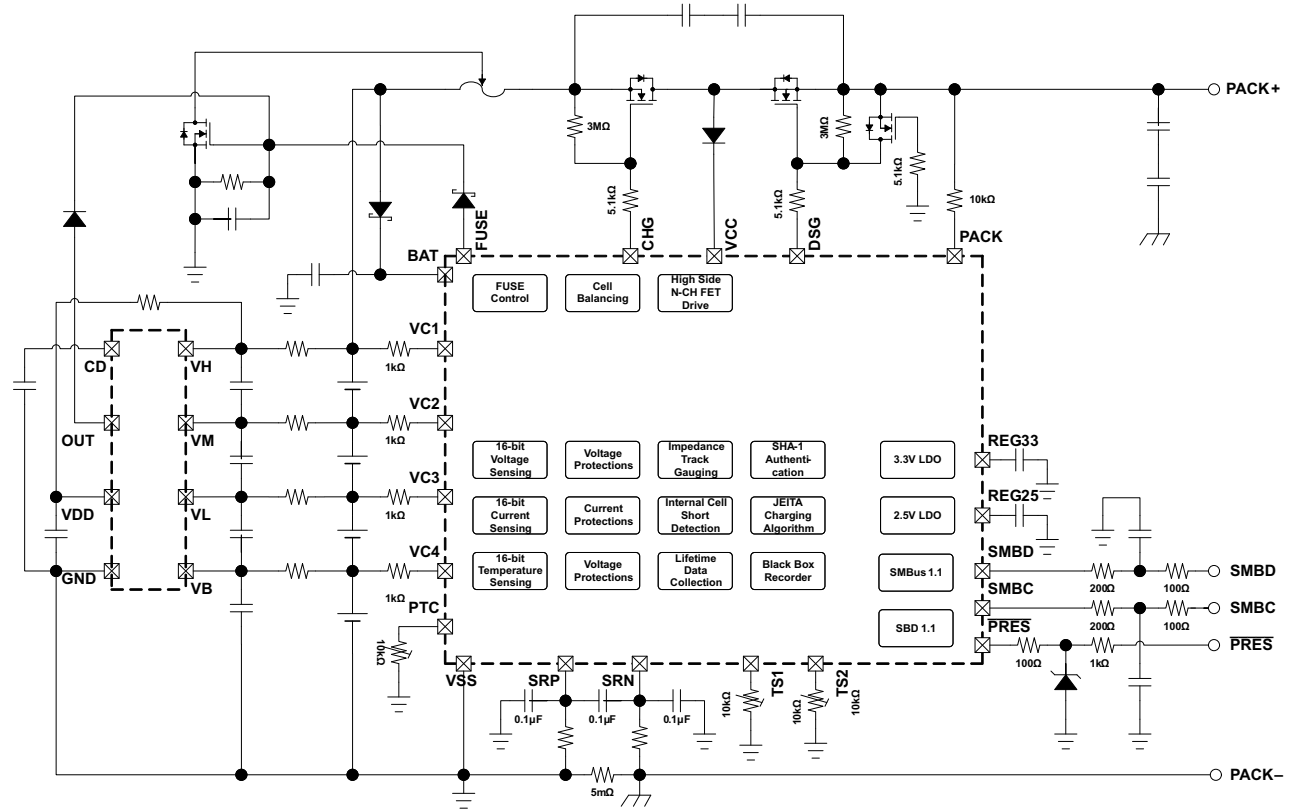 PACK+
3MΩ
3MΩ
5.1kΩ
5.1kΩ
5.1kΩ
10kΩ
FUSE
CHG
VCC
DSG
PACK
BAT
FUSE
Control
Cell
Balancing
High Side
N-CH FET
Drive
VC1
CD
VH
1kΩ
VC2
OUT
VM
1kΩ
REG33
16-bit
Voltage
Sensing
Voltage
Protections
Impedance
Track
Gauging
SHA-1
Authenti-
cation
3.3V LDO
VC3
VDD
VL
1kΩ
REG25
16-bit
Current
Sensing
Current
Protections
Internal Cell
Short
Detection
JEITA
Charging
Algorithm
2.5V LDO
VC4
GND
VB
1kΩ
SMBD
16-bit
Temperature
Sensing
Voltage
Protections
Lifetime
Data
Collection
Black Box
Recorder
SMBus 1.1
200Ω
100Ω
SMBD
SMBC
200Ω
100Ω
SMBC
PTC
SBD 1.1
PRES
100Ω
1kΩ
PRES
10kΩ
VSS
SRP
SRN
TS1
TS2
0.1µF
0.1µF
0.1µF
10kΩ
10kΩ
10kΩ
5mΩ
PACK–